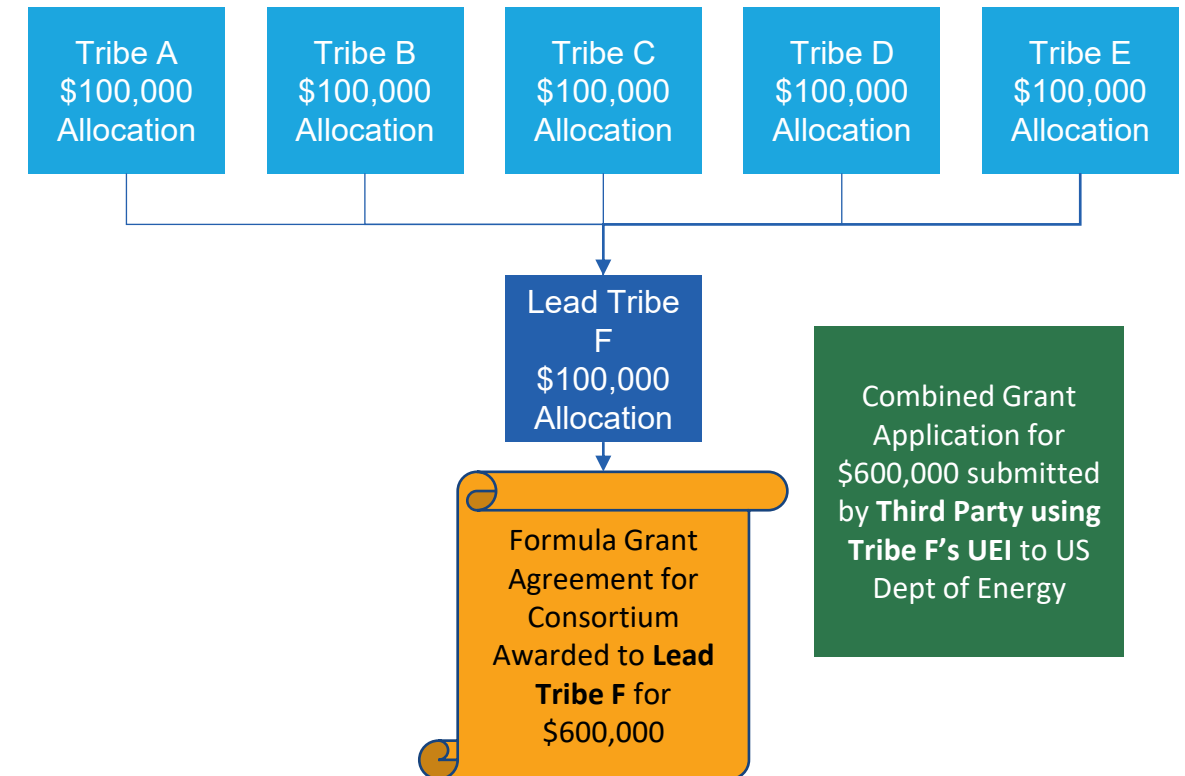 Tribe A
$100,000
Allocation
Tribe B
$100,000
Allocation
Tribe C
$100,000
Allocation
Tribe D
$100,000
Allocation
Tribe E
$100,000
Allocation
Lead Tribe
F
$100,000
Allocation
Combined Grant
Application for
$600,000 submitted
by Third Party using
Tribe F’s UEI to US
Dept of Energy
Formula Grant
Agreement for
Consortium
Awarded to Lead
Tribe F for
$600,000